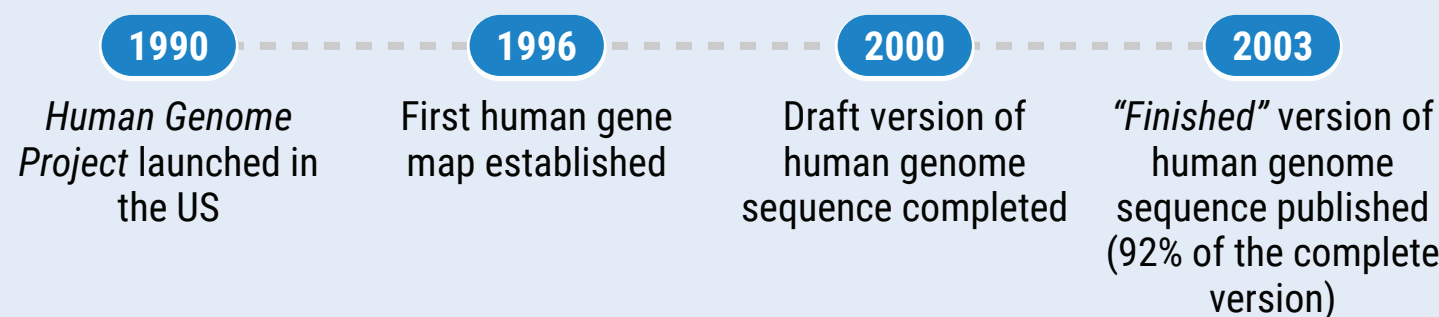 1990
1996
2000
2003
Human Genome
Project launched in
the US
First human gene
map established
Draft version of
human genome
sequence completed
“Finished” version of
human genome
sequence published
(92% of the complete
version)